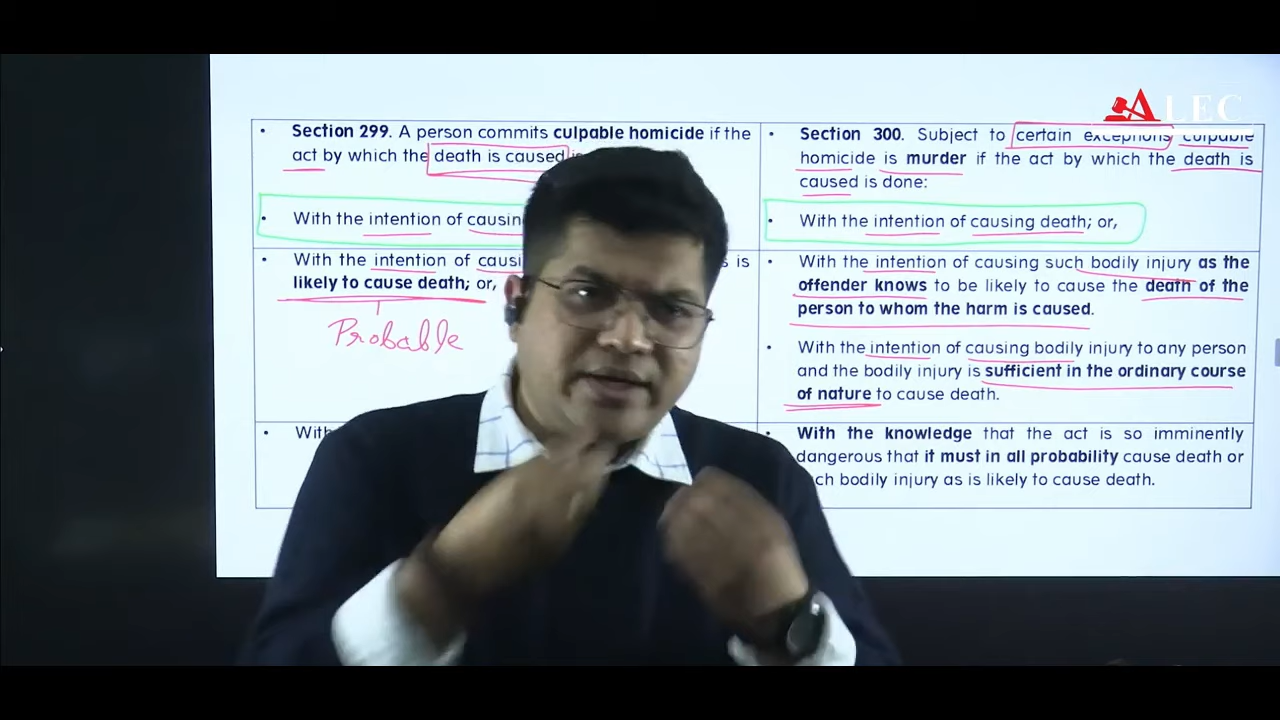 ALEC
Section 299. A person commits culpable homicide if the
act by which the death is caused
With the intention of
With the intention of
likely to cause death; or,
Probable
Section 300. Subject to certain exceptions culpable
homicide is murder if the act by which the death is
caused is done:
With the intention of causing death; or,
is
With the intention of causing such bodily injury as the
offender knows to be likely to cause the death of the
person to whom the harm is caused.
With the intention of causing bodily injury to any person
and the bodily injury is sufficient in the ordinary course
of nature to cause death.
With the knowledge that the act is so imminently
dangerous that it must in all probability cause death or
bodily injury as is likely to cause death.